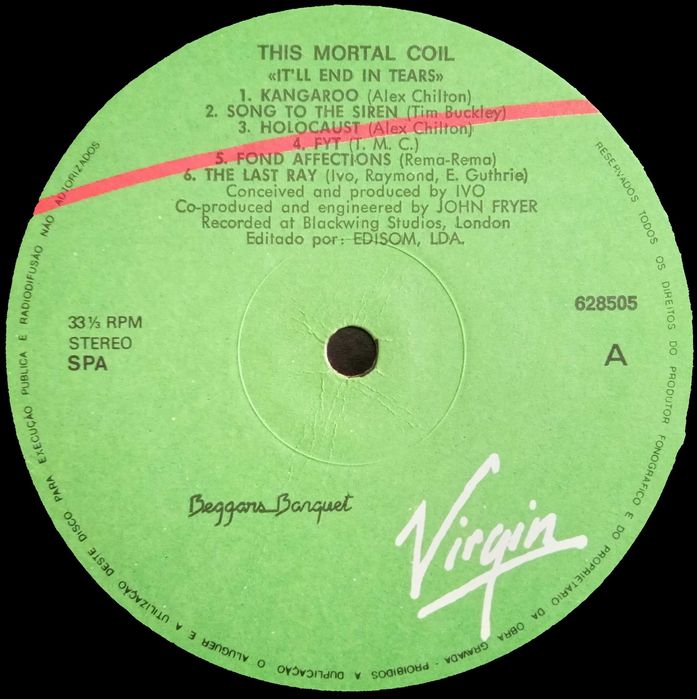 THIS MORTAL COIL
«IT'LL END IN TEARS»
1. KANGAROO (Alex Chilton)
2. SONG TO THE SIREN (Tim Buckley)
3. HOLOCAUST (Alex Chilton)
4. FYT (T. M. C.)
5. FOND AFFECTIONS (Rema-Rema)
6. THE LAST RAY (Ivo, Raymond, E. Guthrie)
Conceived and produced by IVO
Co-produced and engineered by JOHN FRYER
Recorded at Blackwing Studios, London
Editado por: EDISOM, LDA.
33⅓ RPM
STEREO
SPA
628505
A
Beggars Banquet
Virgin
RESERVADOS TODOS OS DIREITOS DO PRODUTOR FONOGRAFICO E DO PROPRIETARIO DA OBRA GRAVADA - PROIBIDOS A DUPLICAÇÃO O ALUGUER E A UTILIZAÇÃO DESTE DISCO PARA EXECUÇÃO PUBLICA E RADIODIFUSÃO NÃO AUTORIZADOS